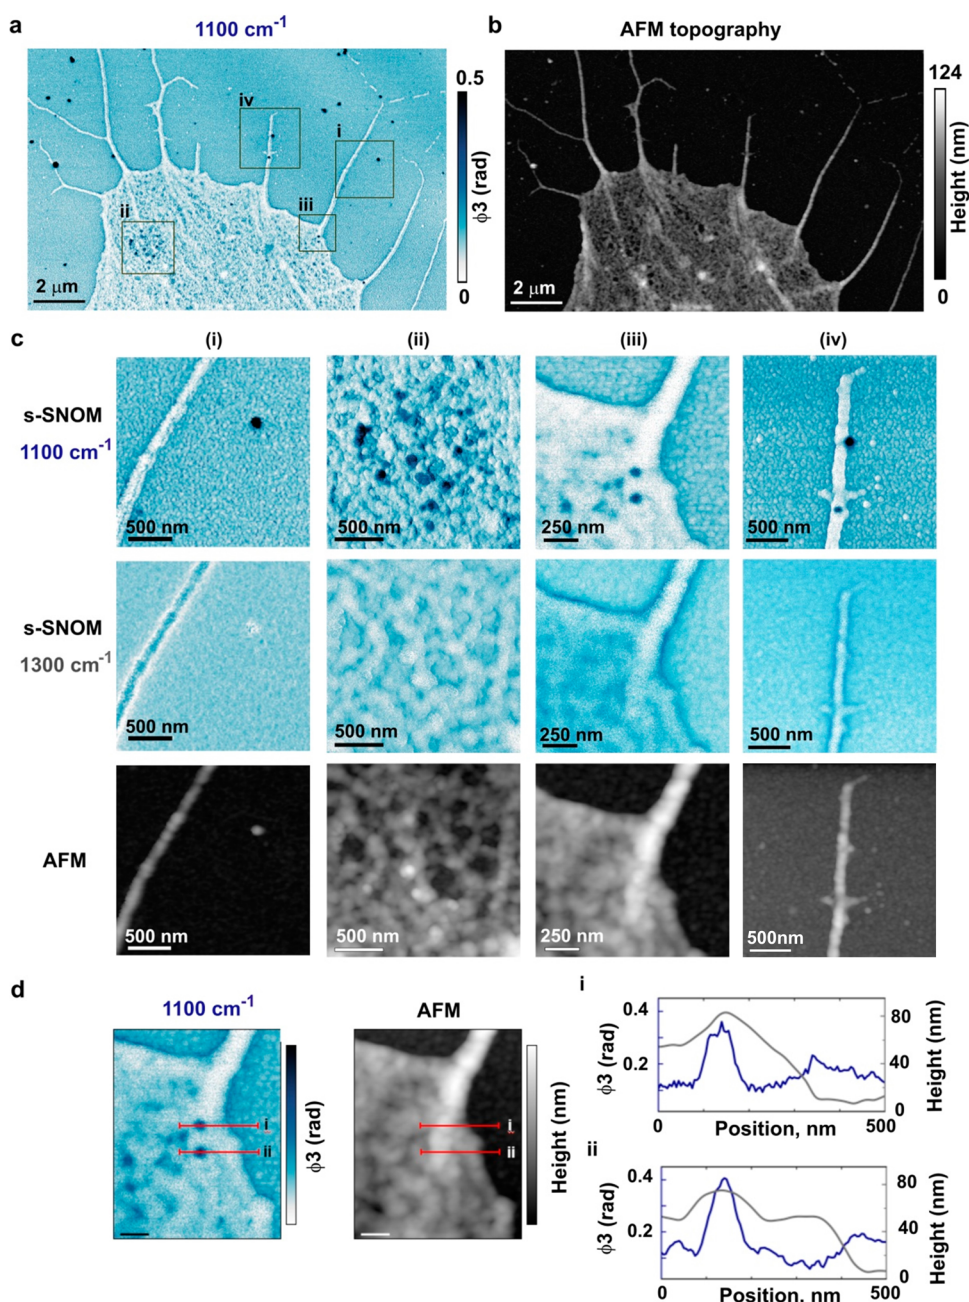 a
1100 cm-1
iv
i
iii
ii
2 μm
0.5
ϕ3 (rad)
0
b
AFM topography
2 μm
124
Height (nm)
0
c
(i)
(ii)
(iii)
(iv)
s-SNOM
1100 cm-1
500 nm
500 nm
250 nm
500 nm
s-SNOM
1300 cm-1
500 nm
500 nm
250 nm
500 nm
AFM
500 nm
500 nm
250 nm
500nm
d
1100 cm-1
i
ii
ϕ3 (rad)
AFM
i
ii
Height (nm)
i
0.4
0.2
ϕ3 (rad)
80
40
0
Height (nm)
0
Position, nm
500
ii
0.4
0.2
ϕ3 (rad)
80
40
0
Height (nm)
0
Position, nm
500